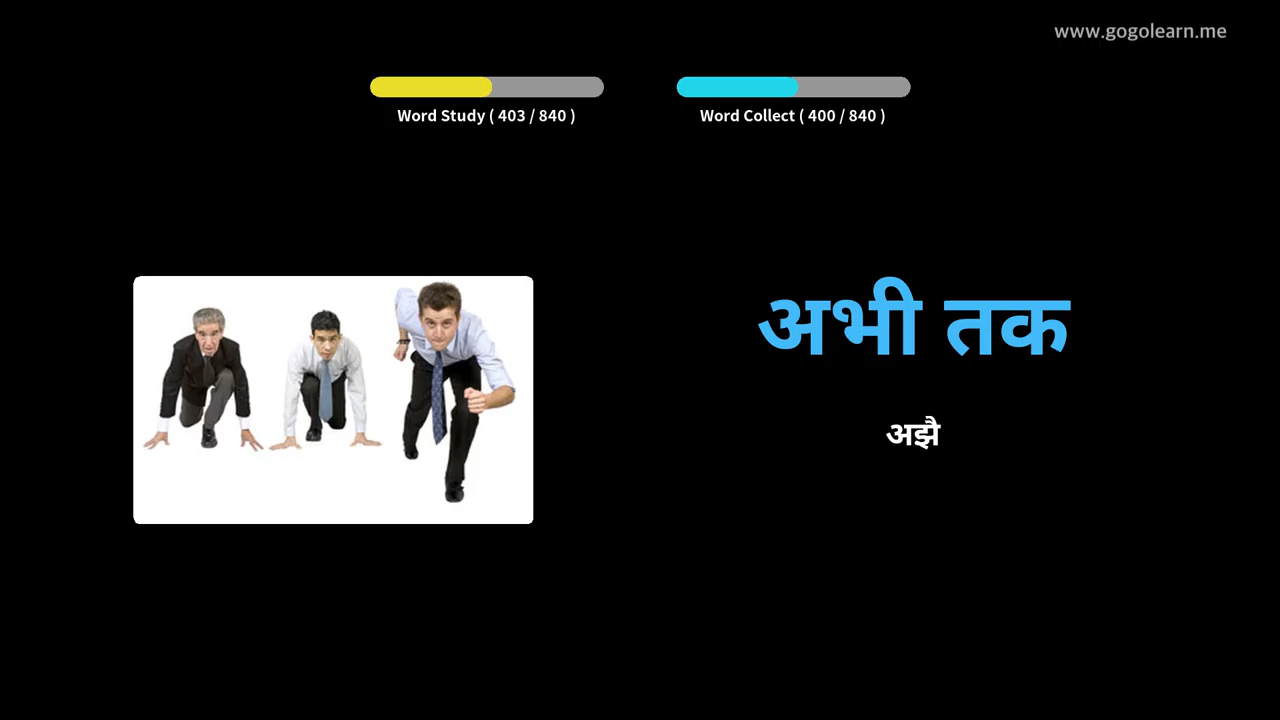 www.gogolearn.me
Word Study ( 403 / 840 )
Word Collect ( 400 / 840 )
अभी तक
अझै